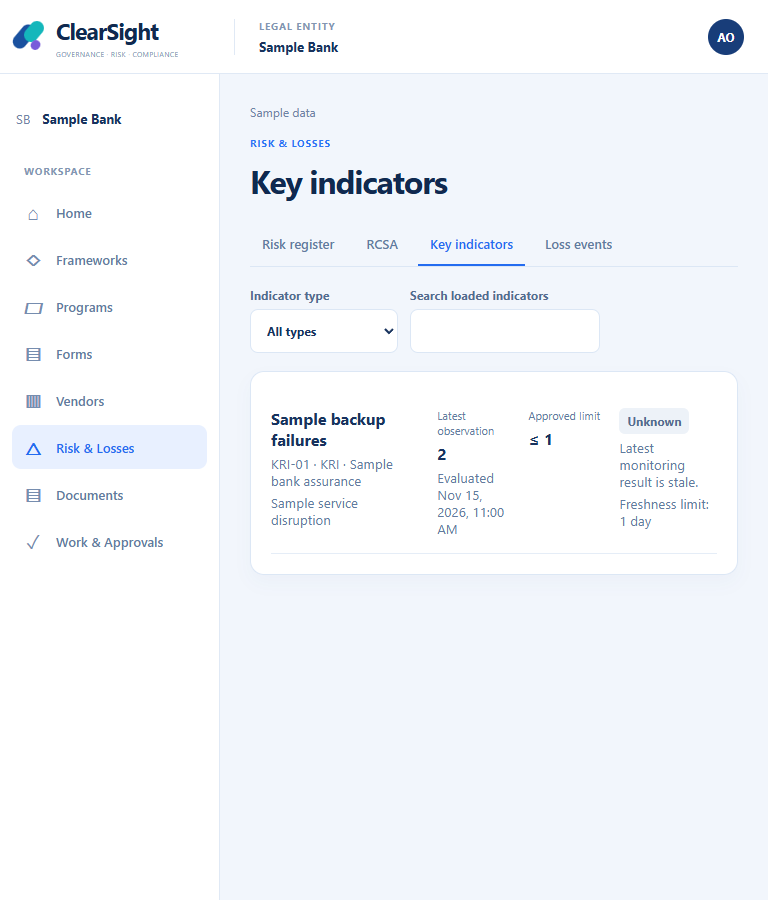 ClearSight
GOVERNANCE · RISK · COMPLIANCE
LEGAL ENTITY
Sample Bank
AO
SB Sample Bank
WORKSPACE
Home
Frameworks
Programs
Forms
Vendors
Risk & Losses
Documents
Work & Approvals
Sample data
RISK & LOSSES
Key indicators
Risk register
RCSA
Key indicators
Loss events
Indicator type
All types
Search loaded indicators
Sample backup
failures
KRI-01 · KRI · Sample
bank assurance
Sample service
disruption
Latest
observation
2
Evaluated
Nov 15,
2026, 11:00
AM
Approved limit
≤ 1
Unknown
Latest
monitoring
result is stale.
Freshness limit:
1 day